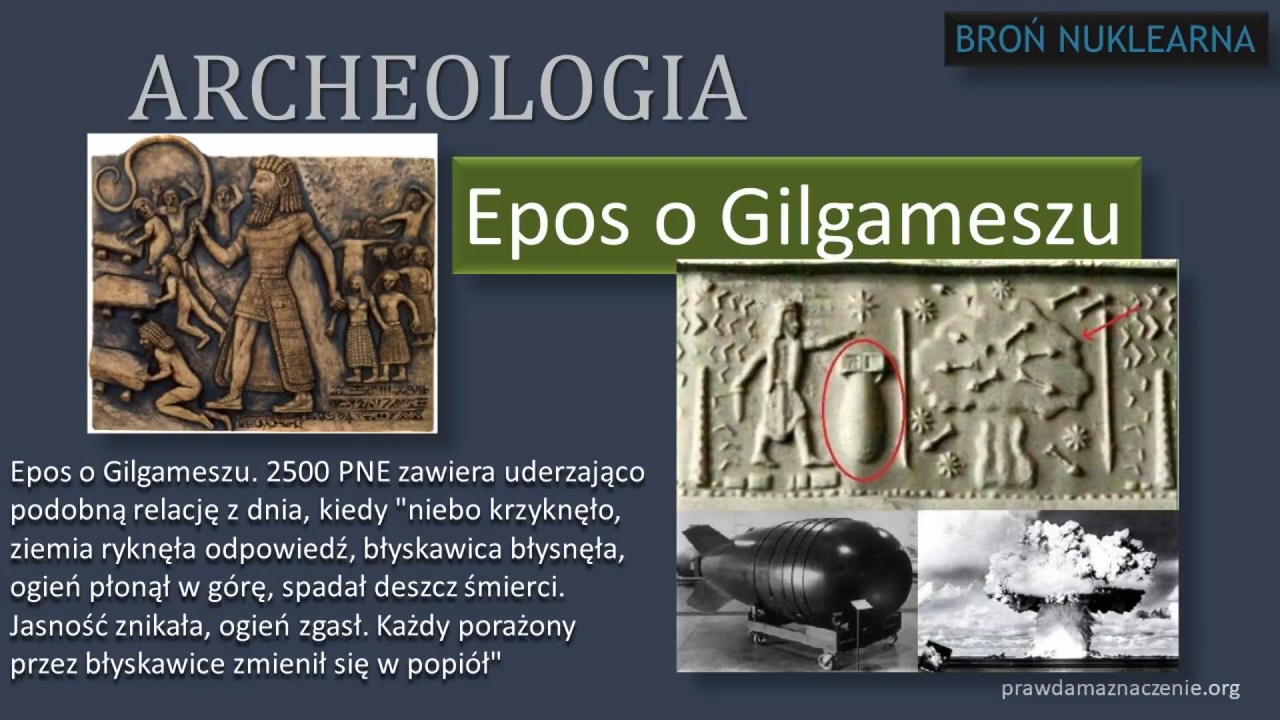 BROŃ NUKLEARNA
ARCHEOLOGIA
Epos o Gilgameszu
Epos o Gilgameszu. 2500 PNE zawiera uderzająco
podobną relację z dnia, kiedy "niebo krzyknęło,
ziemia ryknęła odpowiedź, błyskawica błysnęła,
ogień płonął w górę, spadał deszcz śmierci.
Jasność znikała, ogień zgasł. Każdy porażony
przez błyskawice zmienił się w popiół"
prawdamaznaczenie.org